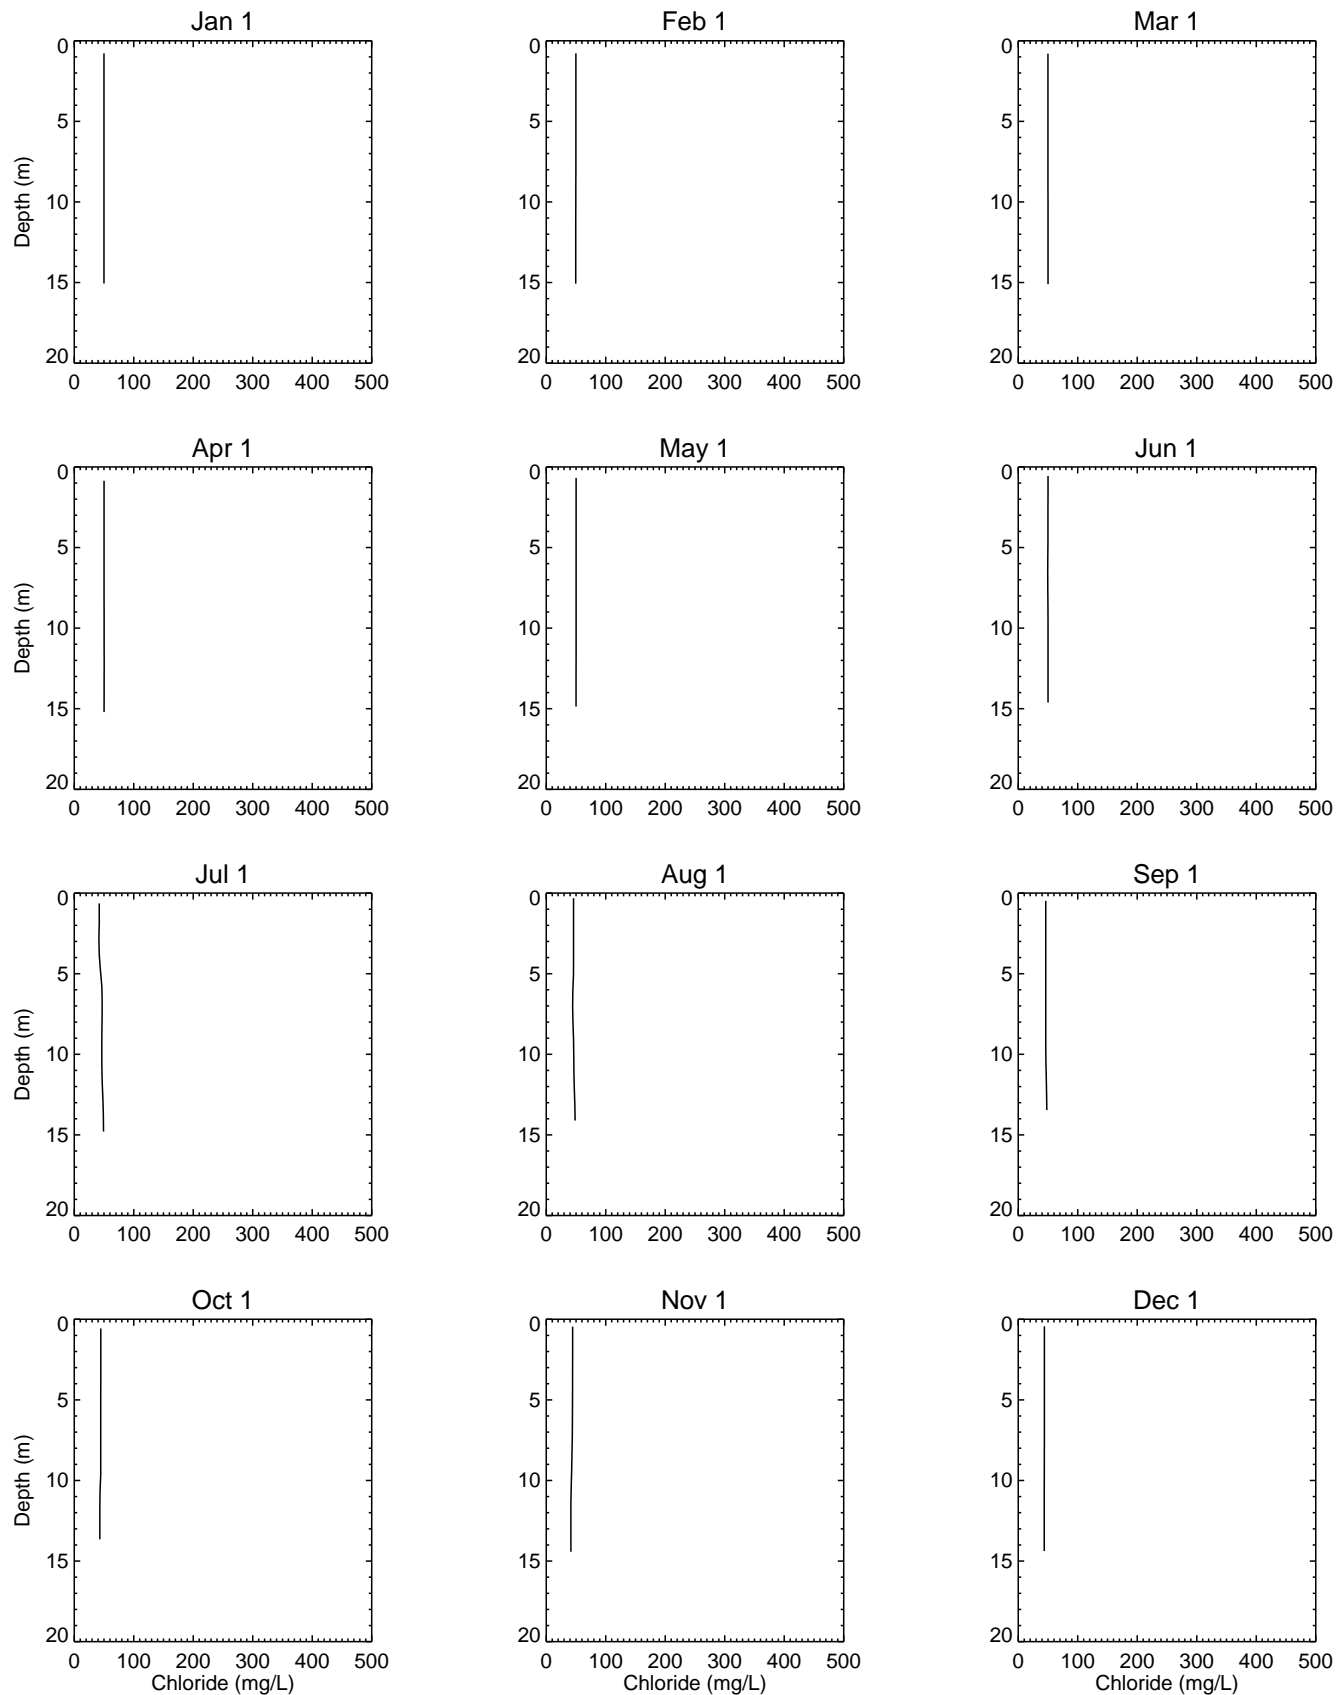 Jan 1 Feb 1 Mar 1
0 0 0
5 5 5
Depth (m)
10 10 10
15 15 15
20 20 20
0 100 200 300 400 500 0 100 200 300 400 500 0 100 200 300 400 500
Apr 1 May 1 Jun 1
0 0 0
5 5 5
Depth (m)
10 10 10
15 15 15
20 20 20
0 100 200 300 400 500 0 100 200 300 400 500 0 100 200 300 400 500
Jul 1 Aug 1 Sep 1
0 0 0
5 5 5
Depth (m)
10 10 10
15 15 15
20 20 20
0 100 200 300 400 500 0 100 200 300 400 500 0 100 200 300 400 500
Oct 1 Nov 1 Dec 1
0 0 0
5 5 5
Depth (m)
10 10 10
15 15 15
20 20 20
0 100 200 300 400 500 0 100 200 300 400 500 0 100 200 300 400 500
Chloride (mg/L) Chloride (mg/L) Chloride (mg/L)